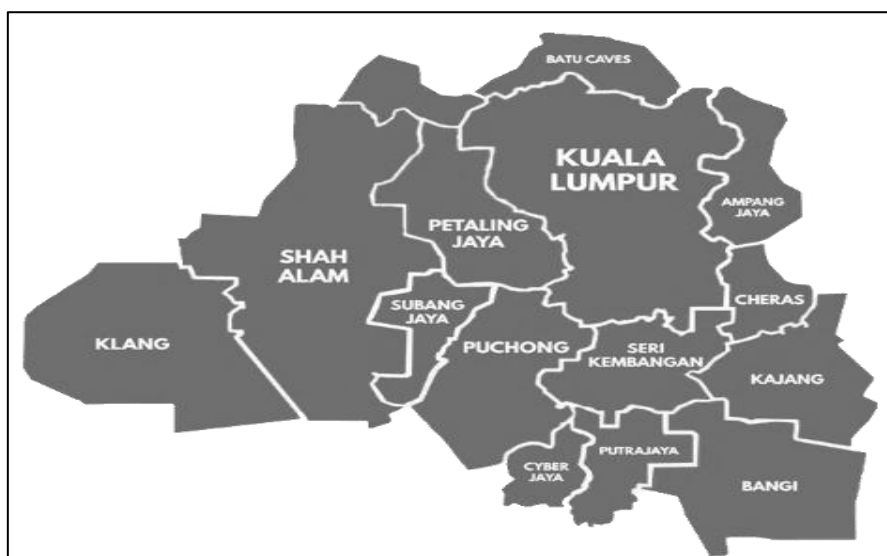 BATU CAVES
KUALA
LUMPUR
AMPANG
JAYA
PETALING
JAYA
SHAH
ALAM
CHERAS
SUBANG
JAYA
KLANG
PUCHONG
SERI
KEMBANGAN
KAJANG
PUTRAJAYA
CYBER
JAYA
BANGI